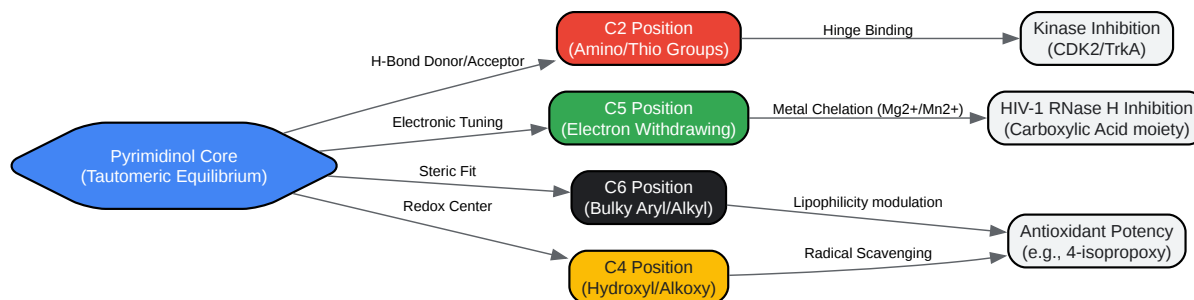 Pyrimidinol Core
(Tautomeric Equilibrium)
H-Bond Donor/Acceptor
Electronic Tuning
Steric Fit
Redox Center
C2 Position
(Amino/Thio Groups)
C5 Position
(Electron Withdrawing)
C6 Position
(Bulky Aryl/Alkyl)
C4 Position
(Hydroxyl/Alkoxy)
Hinge Binding
Metal Chelation (Mg2+/Mn2+)
Lipophilicity modulation
Radical Scavenging
Kinase Inhibition
(CDK2/TrkA)
HIV-1 RNase H Inhibition
(Carboxylic Acid moiety)
Antioxidant Potency
(e.g., 4-isopropoxy)